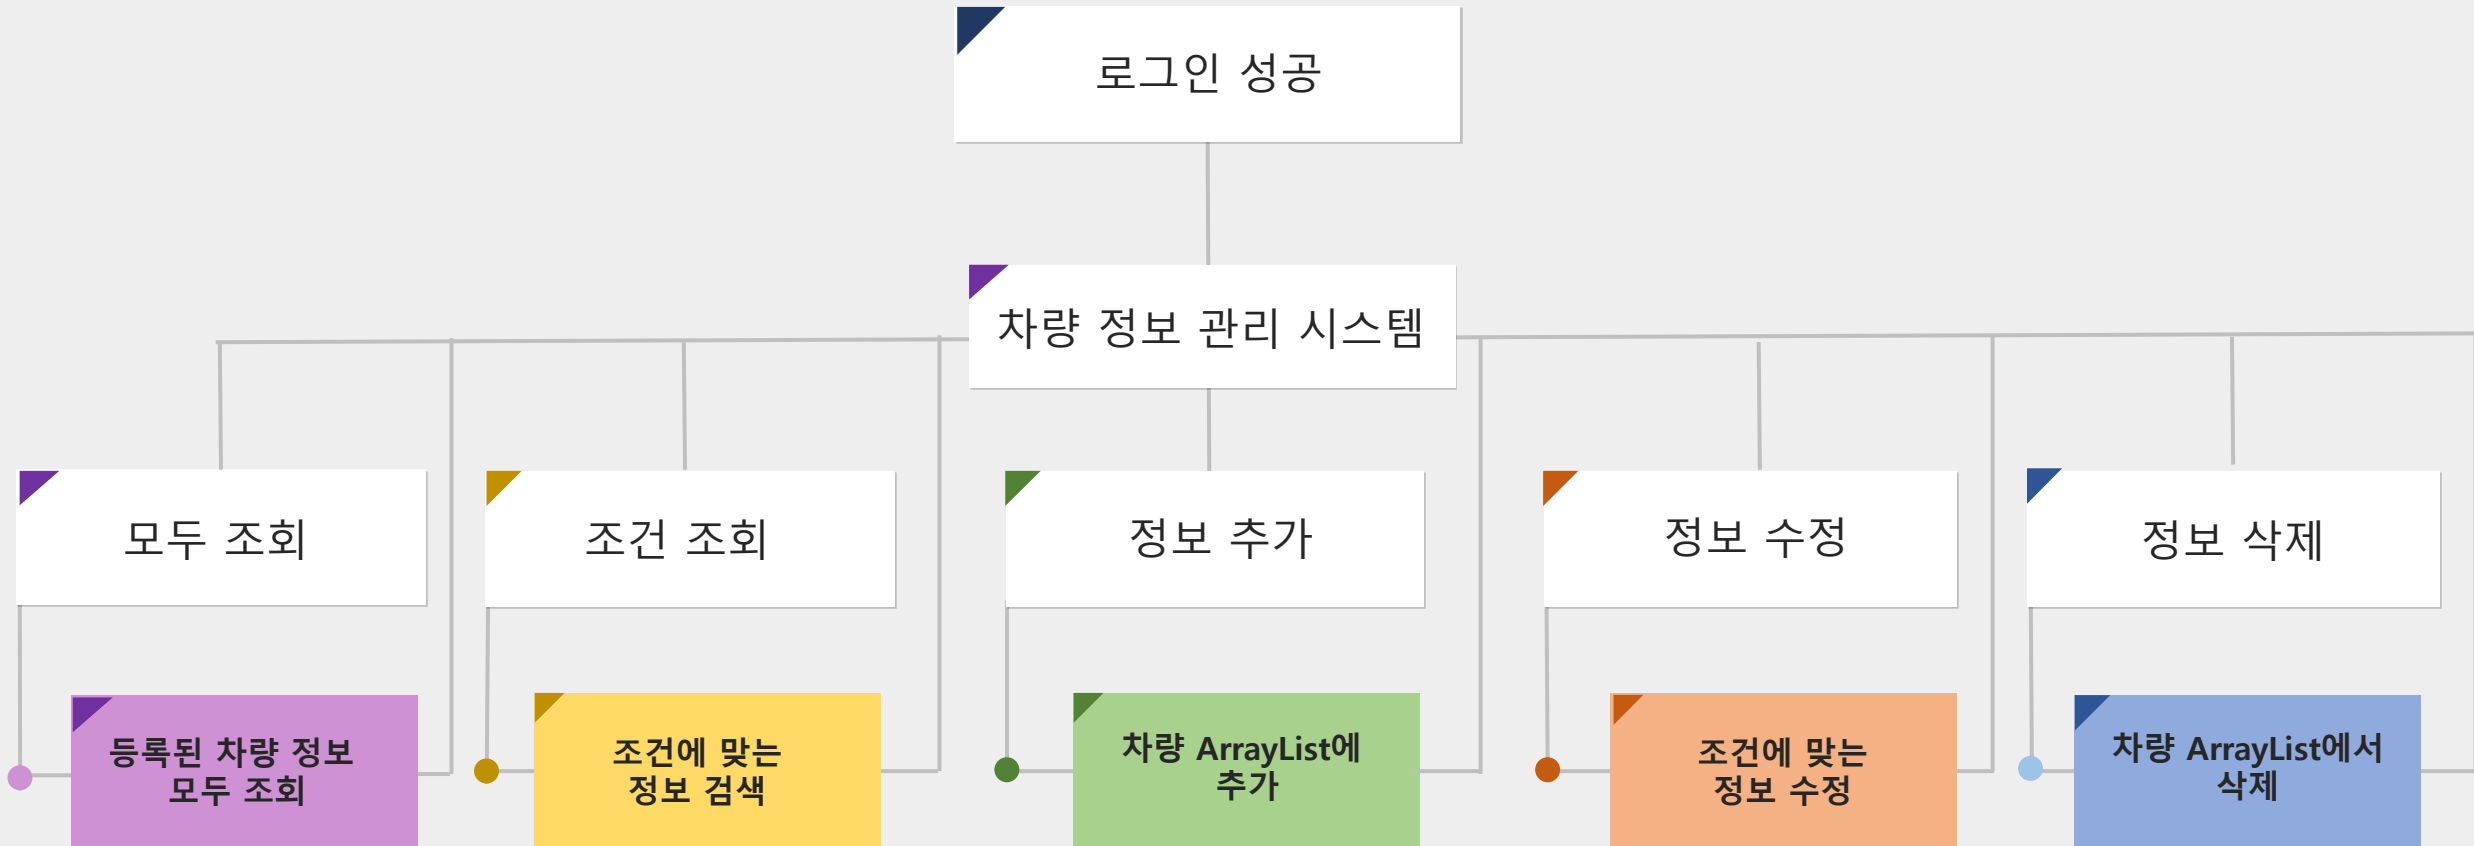 로그인 성공
차량 정보 관리 시스템
모두 조회
조건 조회
정보 추가
정보 수정
정보 삭제
등록된 차량 정보
모두 조회
조건에 맞는
정보 검색
차량 ArrayList에
추가
조건에 맞는
정보 수정
차량 ArrayList에서
삭제